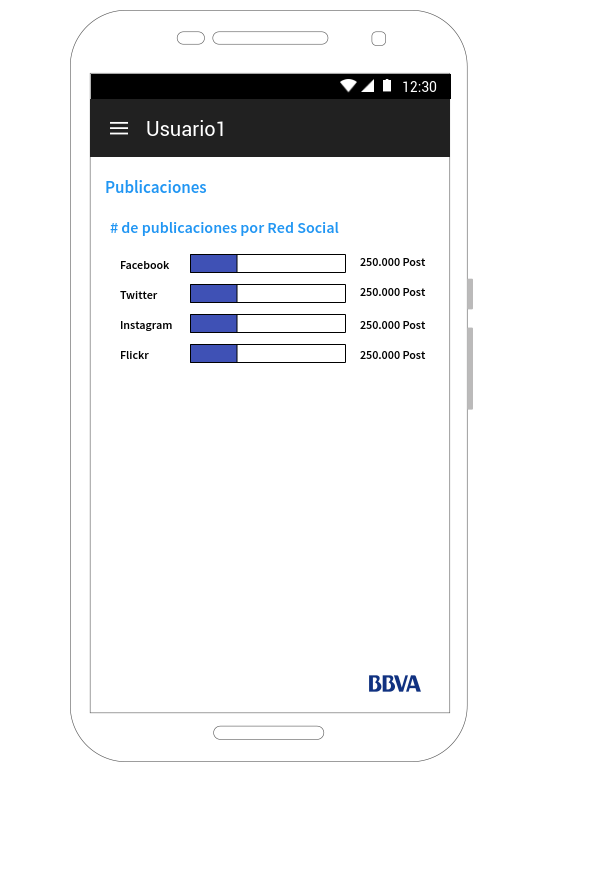 12:30
Usuario1
Publicaciones
# de publicaciones por Red Social
Facebook 250.000 Post
Twitter 250.000 Post
Instagram 250.000 Post
Flickr 250.000 Post
BBVA